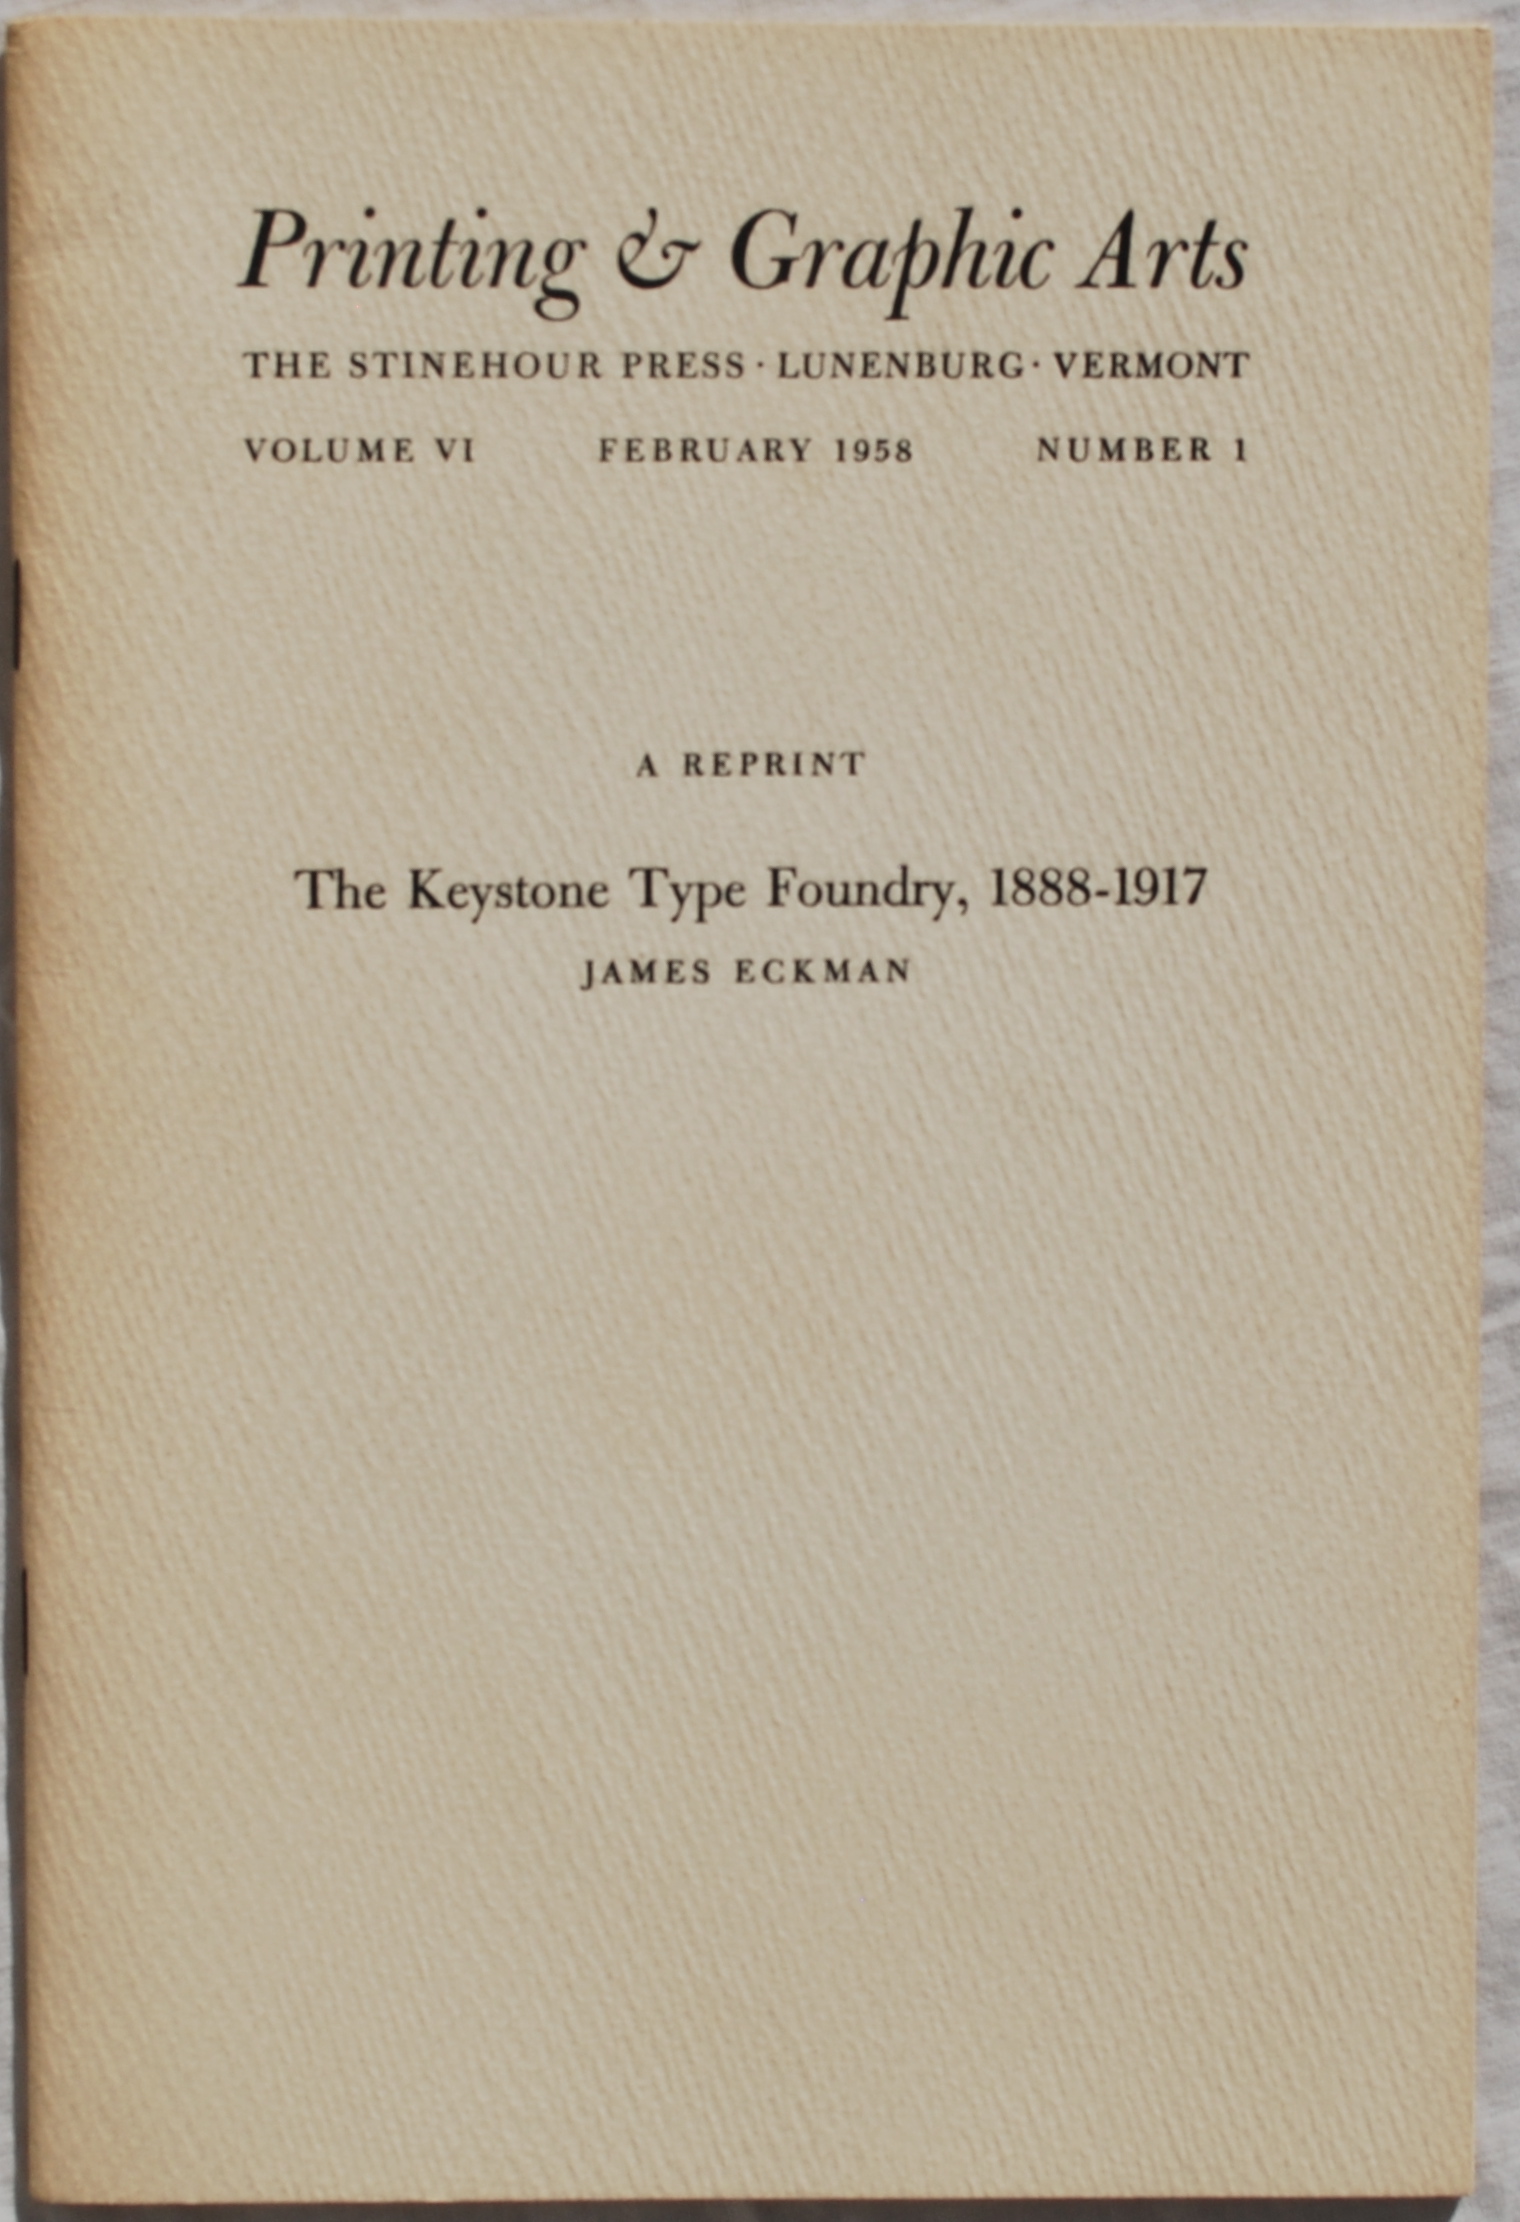 Printing & Graphic Arts
THE STINEHOUR PRESS · LUNENBURG · VERMONT
VOLUME VI FEBRUARY 1958 NUMBER 1
A REPRINT
The Keystone Type Foundry, 1888-1917
JAMES ECKMAN